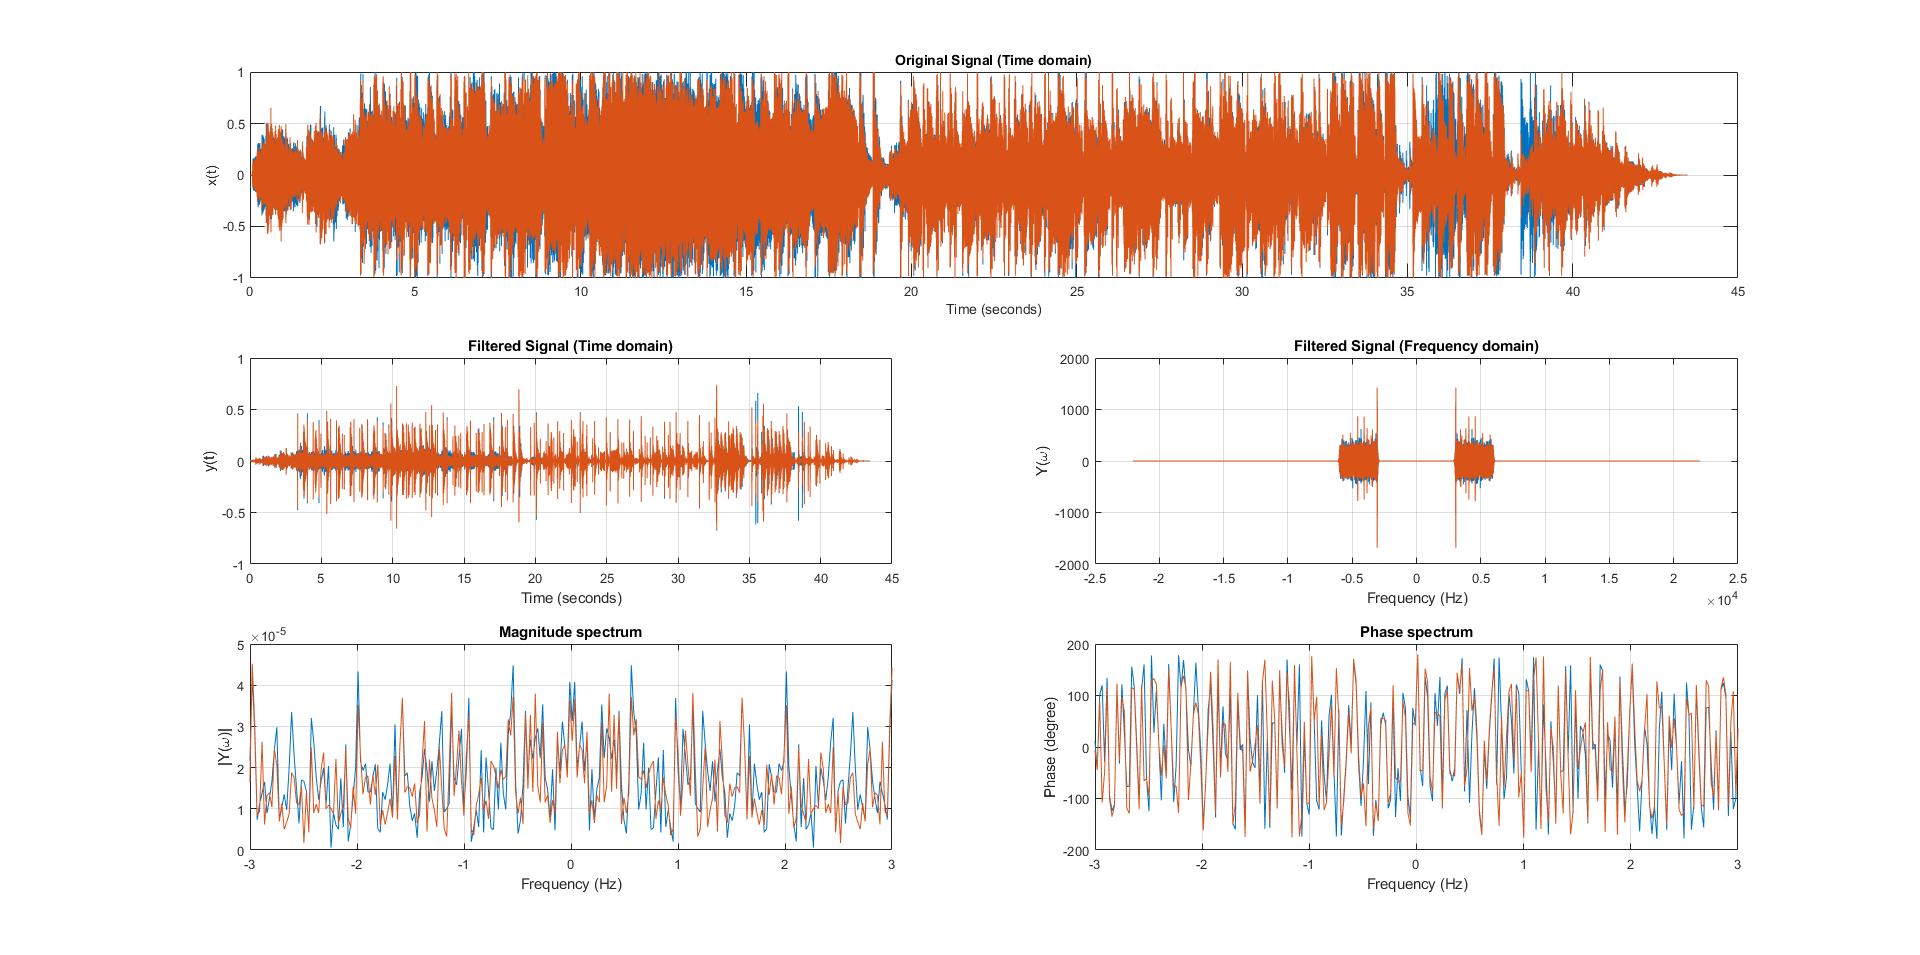 Original Signal (Time domain)
1
0.5
0
-0.5
-1
x(t)
0 5 10 15 20 25 30 35 40 45
Time (seconds)
Filtered Signal (Time domain)
1
0.5
0
-0.5
-1
y(t)
0 5 10 15 20 25 30 35 40 45
Time (seconds)
Filtered Signal (Frequency domain)
2000
1000
0
-1000
-2000
Y(ω)
-2.5 -2 -1.5 -1 -0.5 0 0.5 1 1.5 2 2.5
Frequency (Hz)
×10^4
Magnitude spectrum
×10^-5
5
4
3
2
1
0
|Y(ω)|
-3 -2 -1 0 1 2 3
Frequency (Hz)
Phase spectrum
200
100
0
-100
-200
Phase (degree)
-3 -2 -1 0 1 2 3
Frequency (Hz)